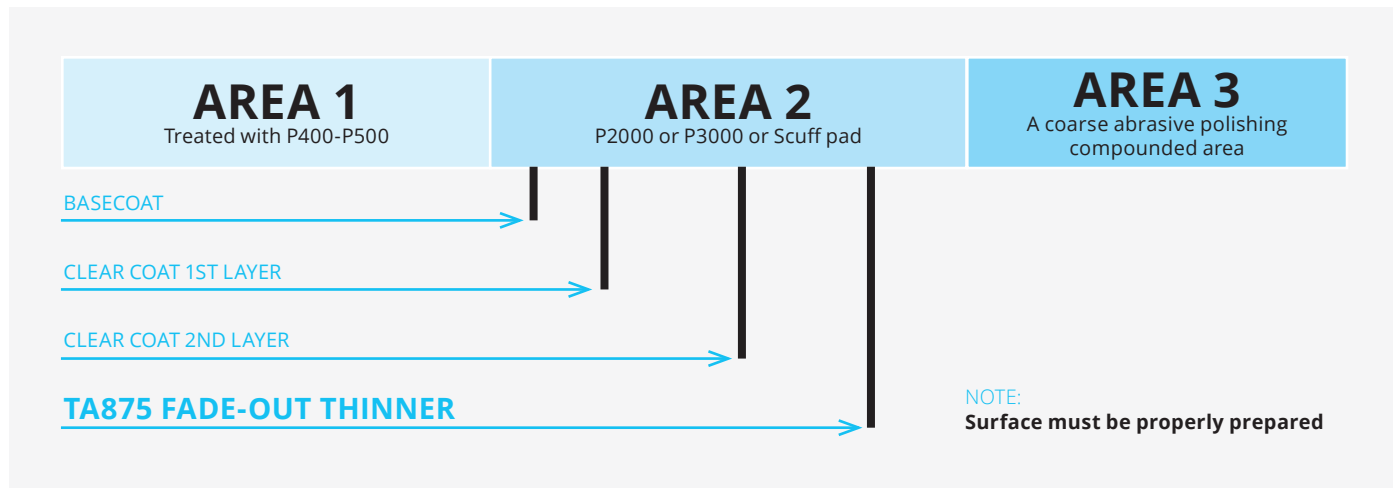 AREA 1
Treated with P400-P500
AREA 2
P2000 or P3000 or Scuff pad
AREA 3
A coarse abrasive polishing
compounded area
BASECOAT
CLEAR COAT 1ST LAYER
CLEAR COAT 2ND LAYER
TA875 FADE-OUT THINNER
NOTE:
Surface must be properly prepared